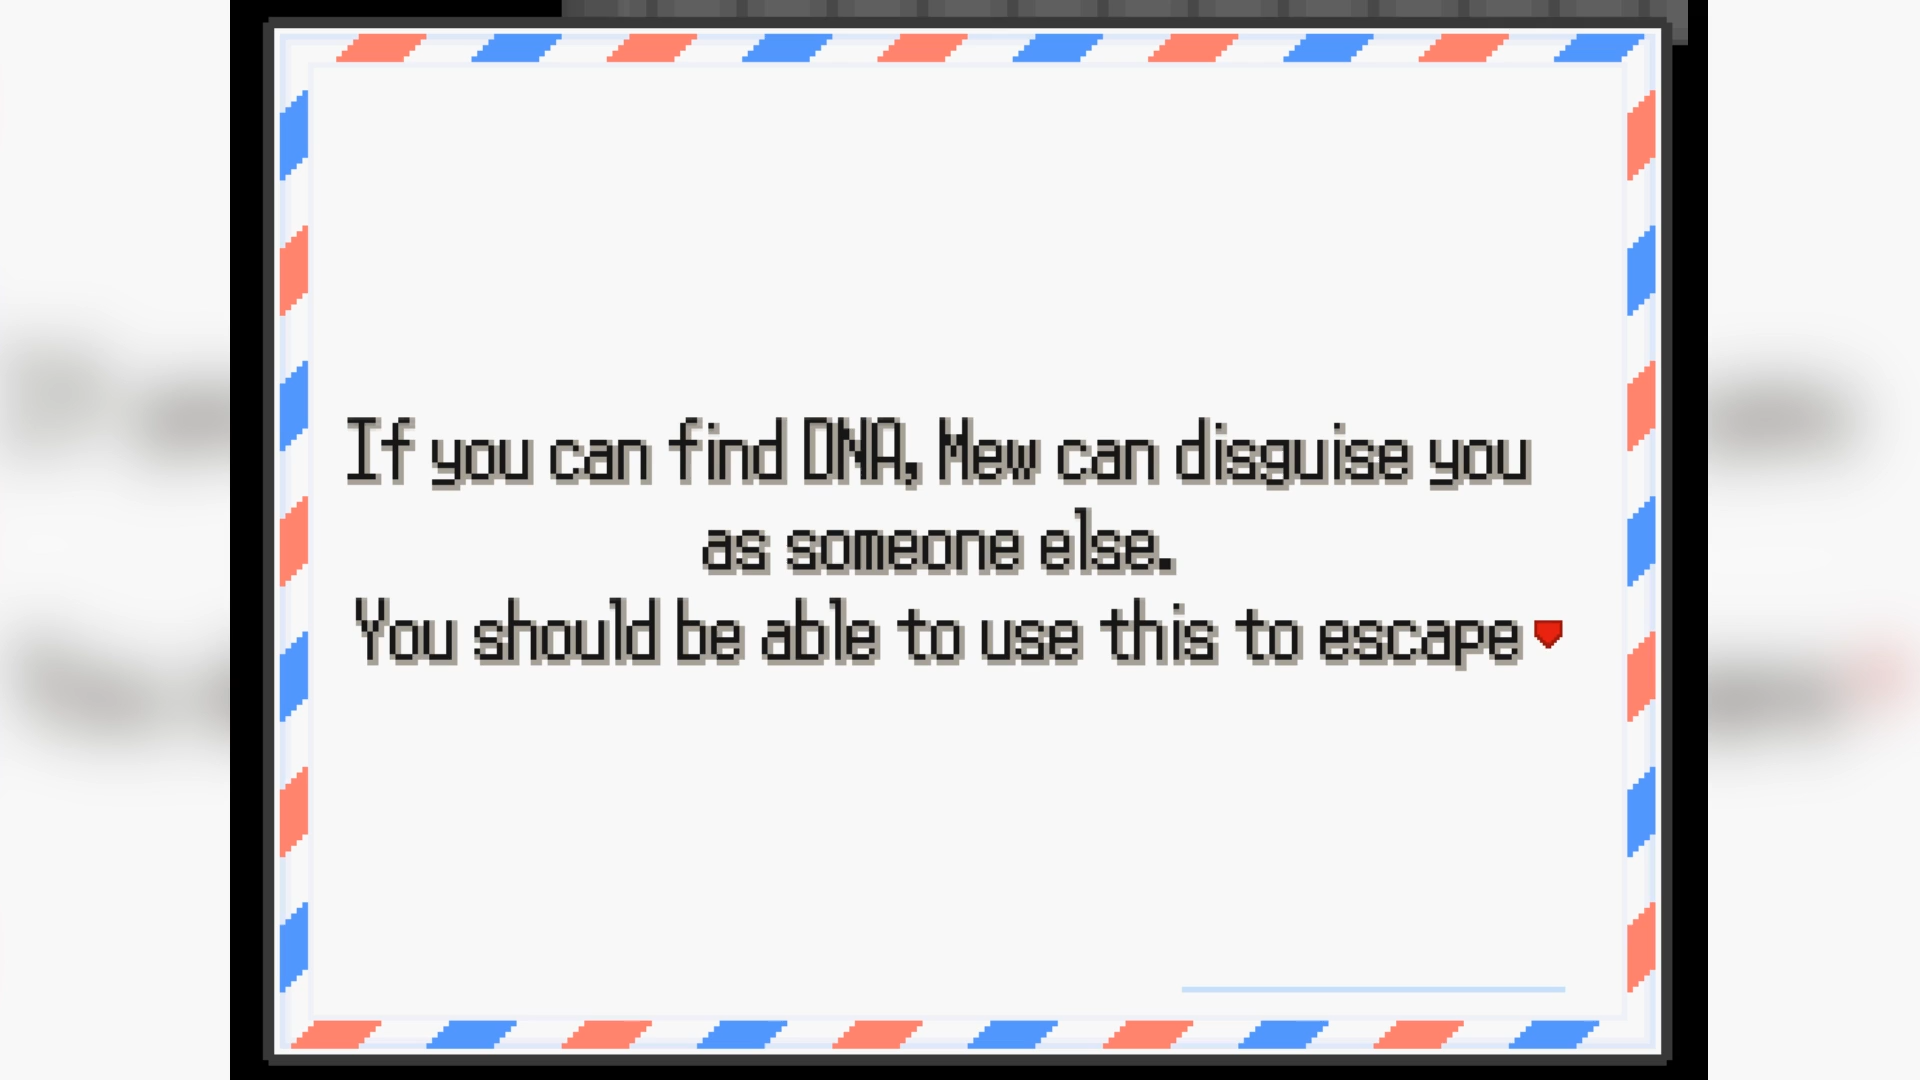 If you can find DNA, Mew can disguise you
as someone else.
You should be able to use this to escape♥